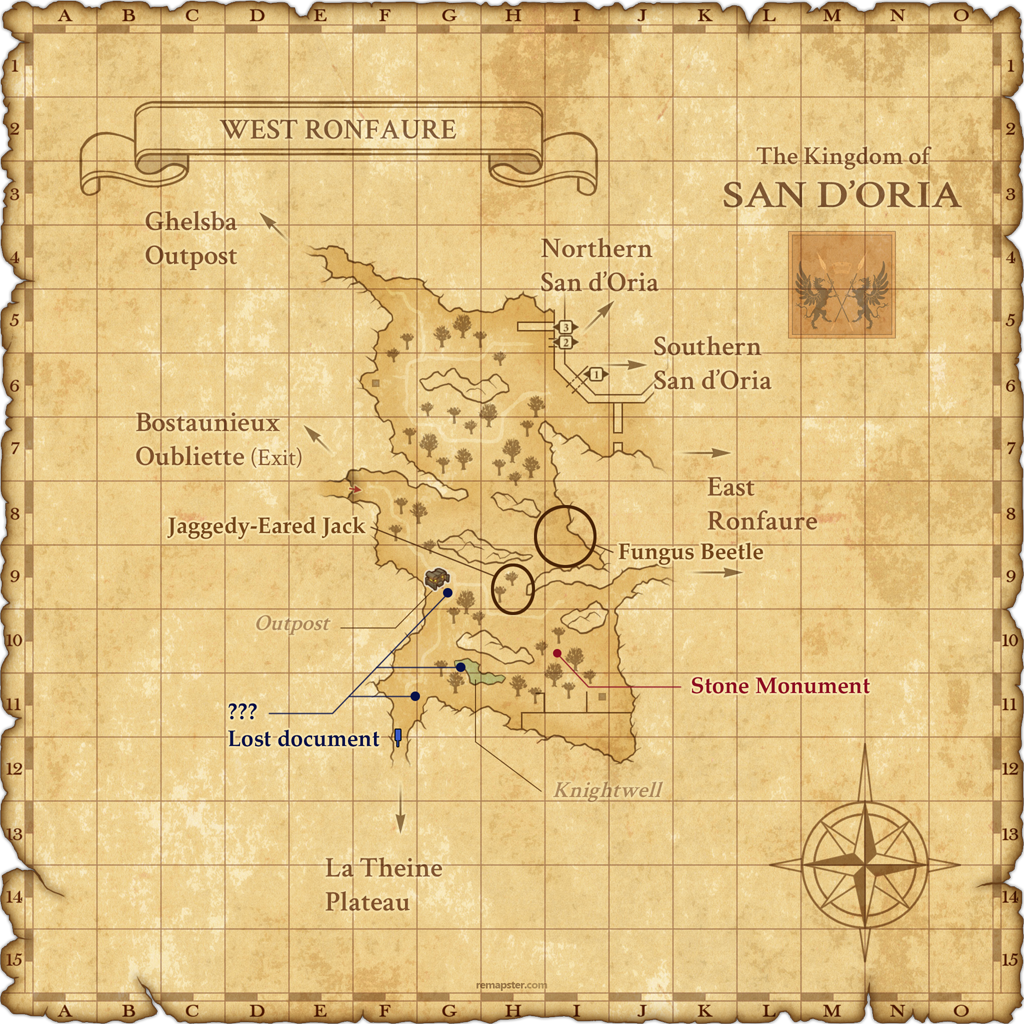 A B C D E F G H I J K L M N O
1 1
2 2
WEST RONFAURE
The Kingdom of
SAN D'ORIA
3 3
Ghelsba
Outpost
4 4
Northern
San d'Oria
5 5
3
2
Southern
San d'Oria
1
6 6
Bostaunieux
Oubliette (Exit)
7 7
East
Ronfaure
8 8
Jaggedy-Eared Jack
Fungus Beetle
9 9
Outpost
10 10
Stone Monument
11 11
???
Lost document
12 12
Knightwell
13 13
La Theine
Plateau
14 14
15 15
remapster.com
A B C D E F G H I J K L M N O